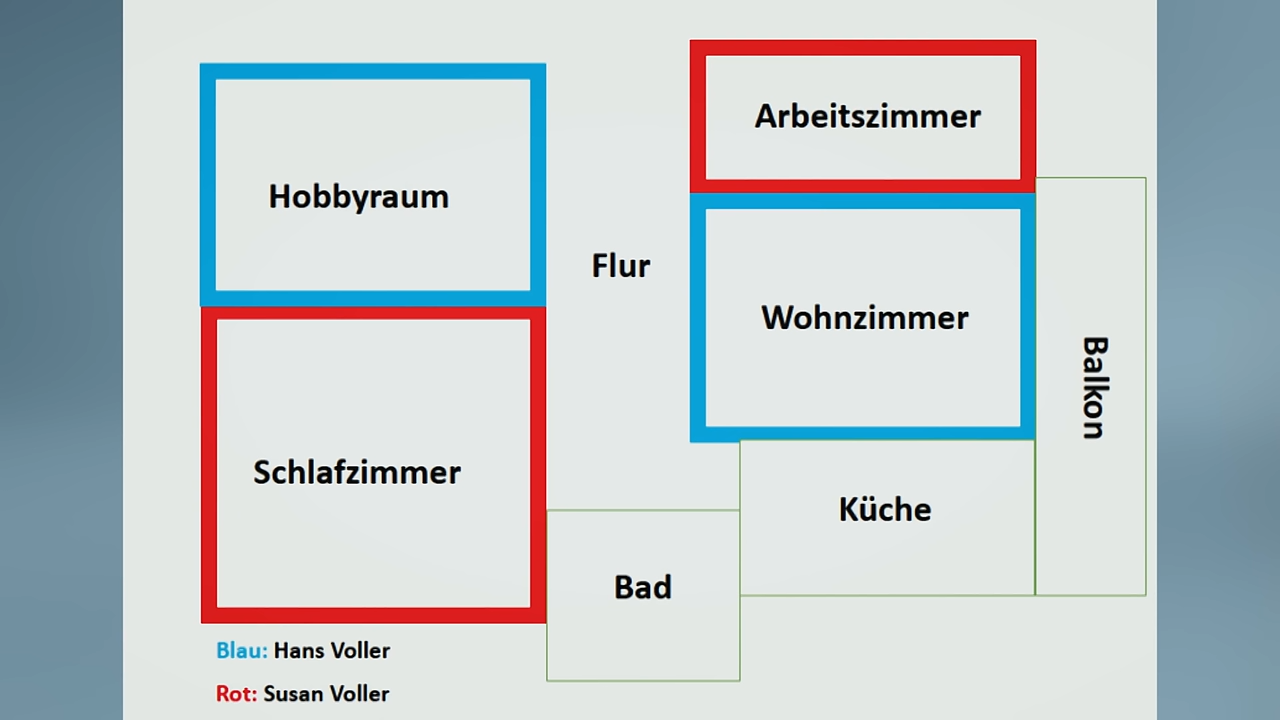 Arbeitszimmer
Hobbyraum
Flur
Wohnzimmer
Balkon
Schlafzimmer
Küche
Bad
Blau: Hans Voller
Rot: Susan Voller